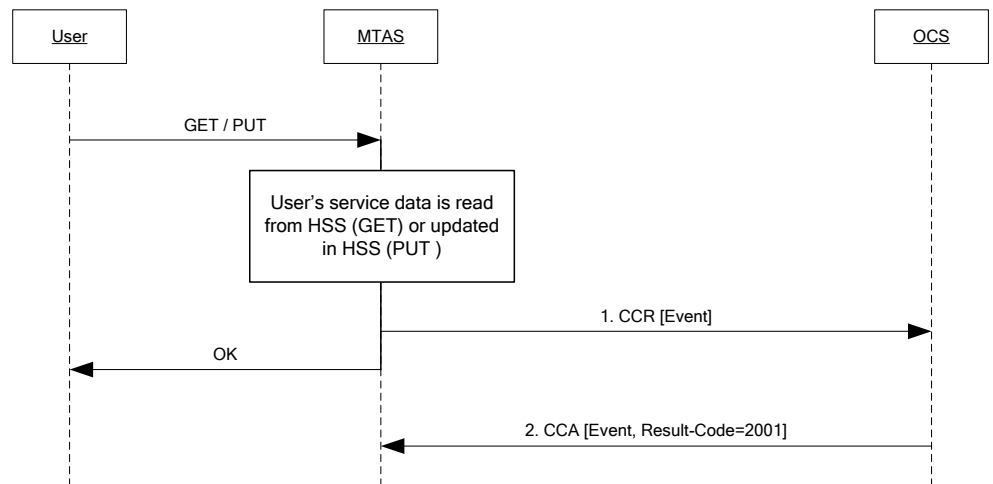 User
MTAS
OCS
GET / PUT
User's service data is read
from HSS (GET) or updated
in HSS (PUT )
1. CCR [Event]
OK
2. CCA [Event, Result-Code=2001]